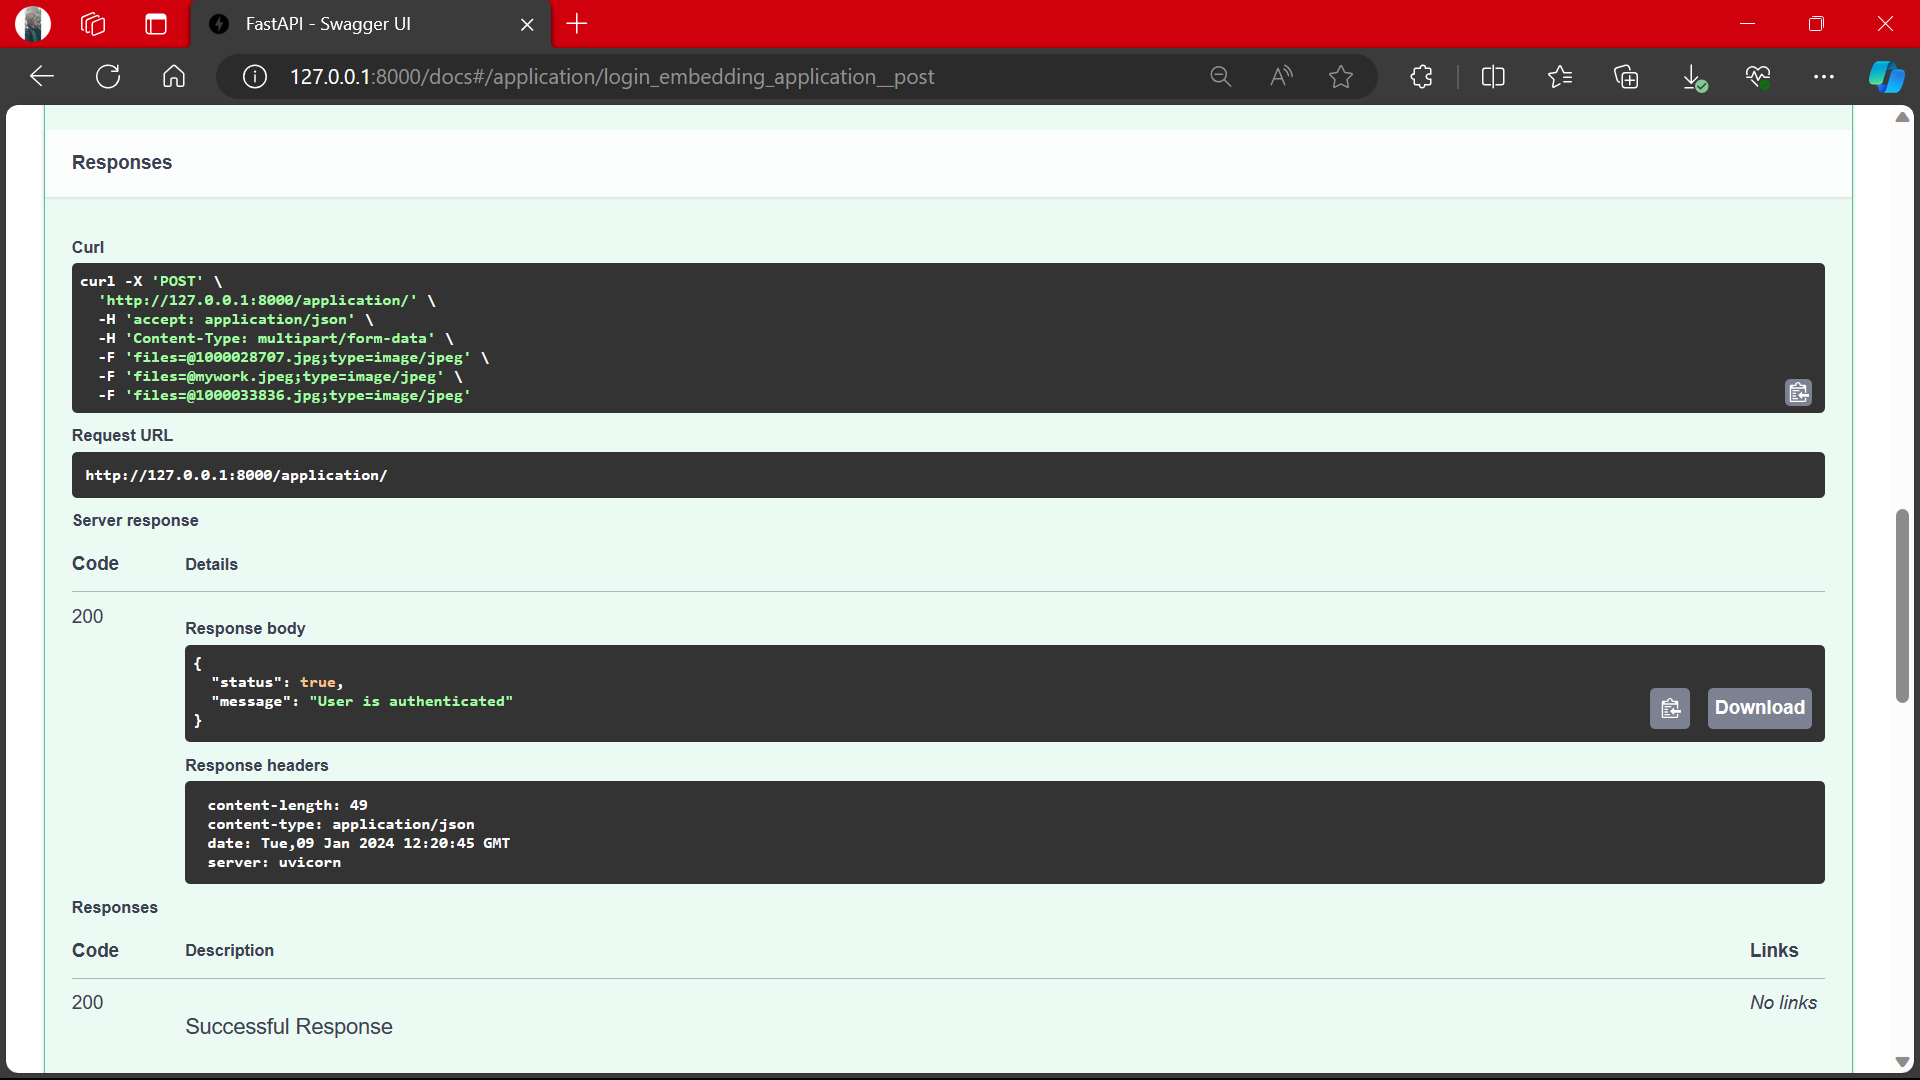 FastAPI - Swagger UI
127.0.0.1:8000/docs#/application/login_embedding_application__post
Responses
Curl
curl -X 'POST' \
'http://127.0.0.1:8000/application/' \
-H 'accept: application/json' \
-H 'Content-Type: multipart/form-data' \
-F 'files=@1000028707.jpg;type=image/jpeg' \
-F 'files=@mywork.jpeg;type=image/jpeg' \
-F 'files=@1000033836.jpg;type=image/jpeg'
Request URL
http://127.0.0.1:8000/application/
Server response
Code Details
200
Response body
{
"status": true,
"message": "User is authenticated"
}
Download
Response headers
content-length: 49
content-type: application/json
date: Tue,09 Jan 2024 12:20:45 GMT
server: uvicorn
Responses
Code Description Links
200 No links
Successful Response